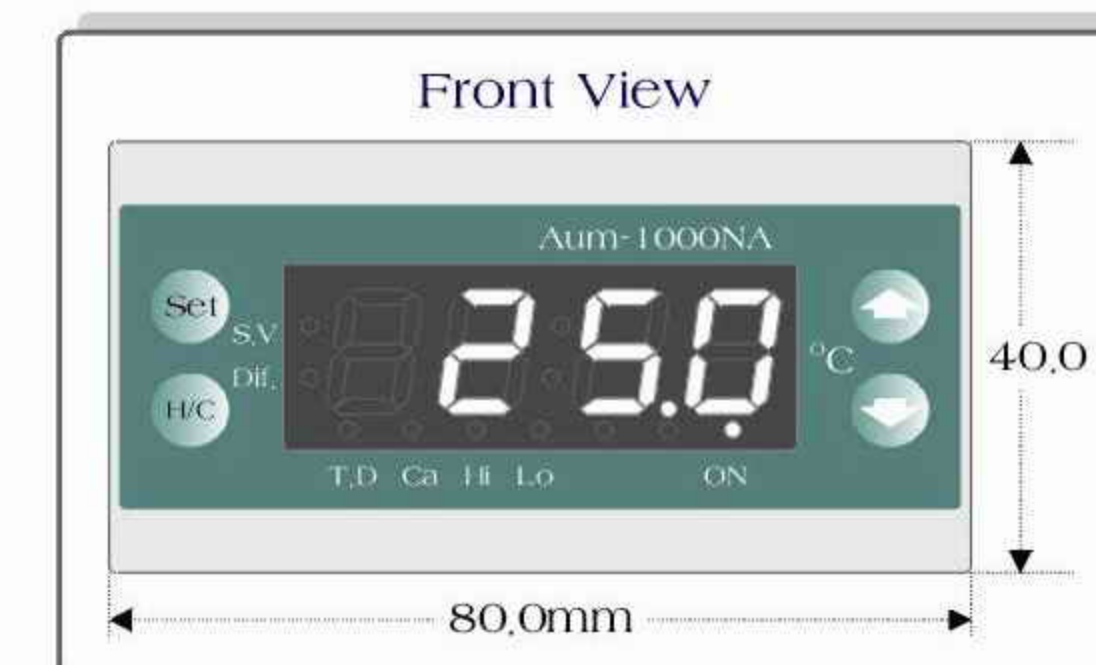 Front View
Aum-1000NA
Set
25.0
S.V
°C
40.0
Dif.
H/C
T.D Ca Hi Lo ON
80.0mm